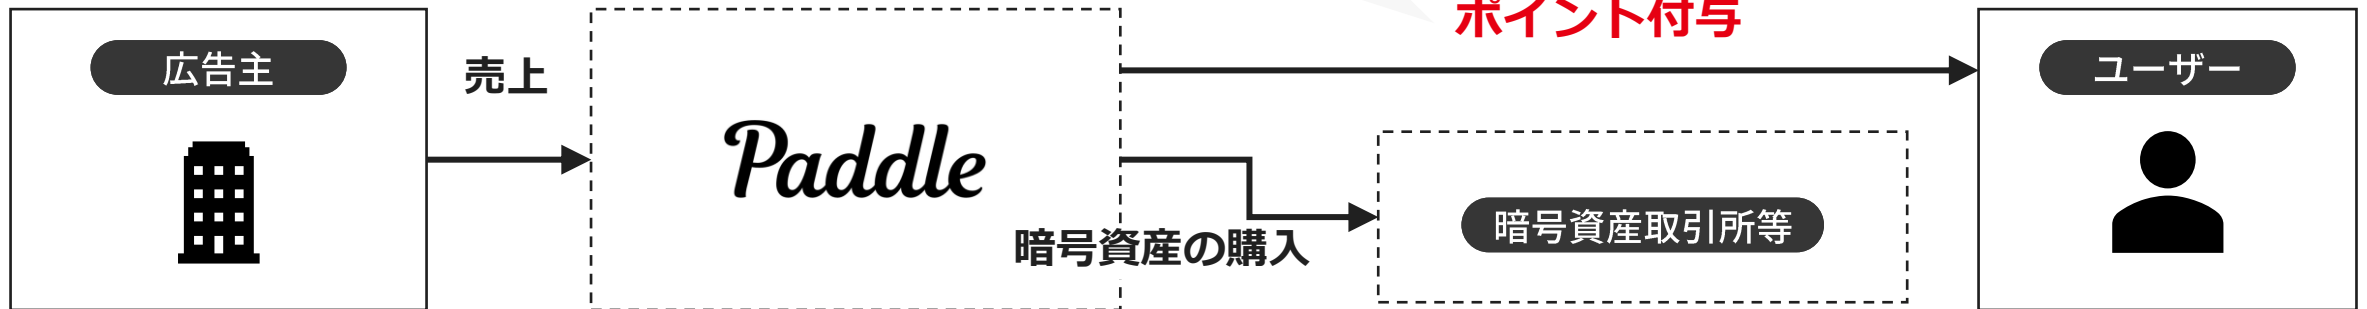 ポイント付与
広告主
売上
Paddle
ユーザー
暗号資産の購入
暗号資産取引所等